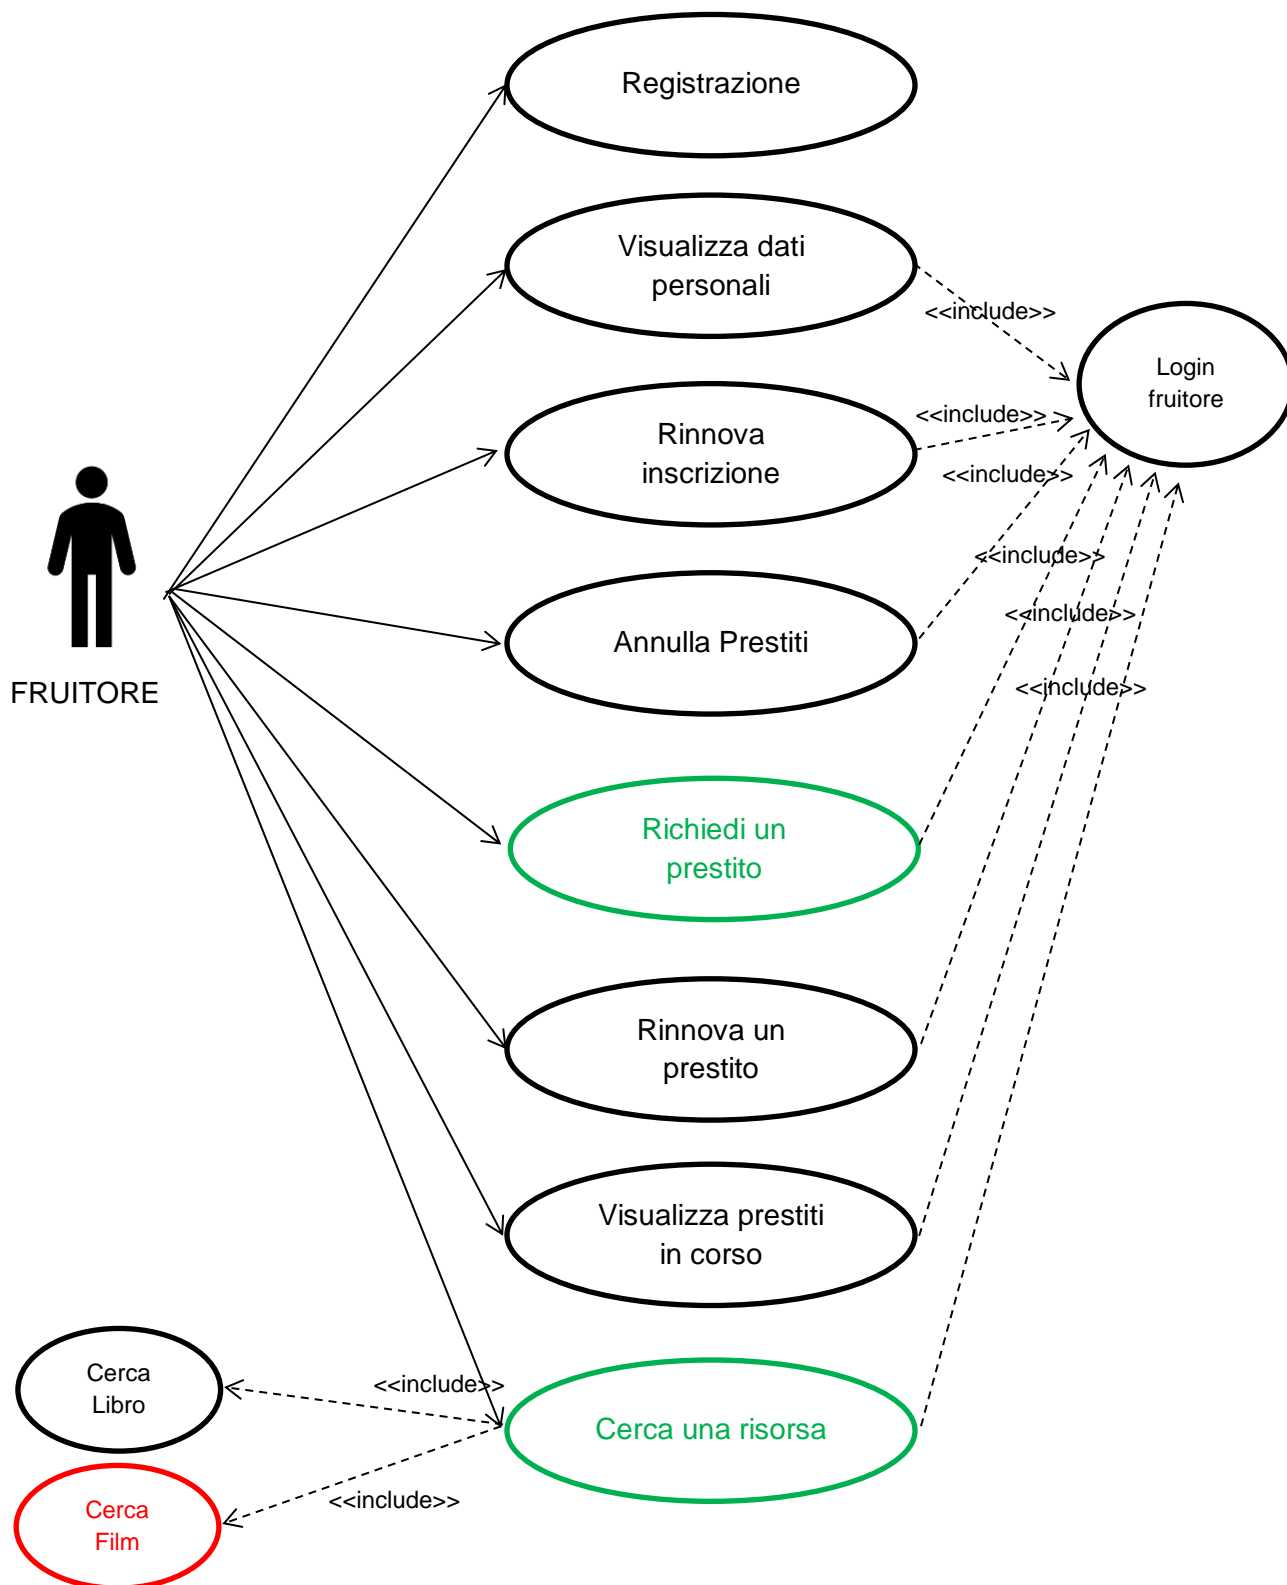 Registrazione
Visualizza dati
personali
<<include>>
Login
fruitore
<<include>>
Rinnova
inscrizione
<<include>>
<<include>>
<<include>>
Annulla Prestiti
FRUITORE
<<include>>
Richiedi un
prestito
Rinnova un
prestito
Visualizza prestiti
in corso
Cerca
Libro
<<include>>
Cerca una risorsa
<<include>>
Cerca
Film